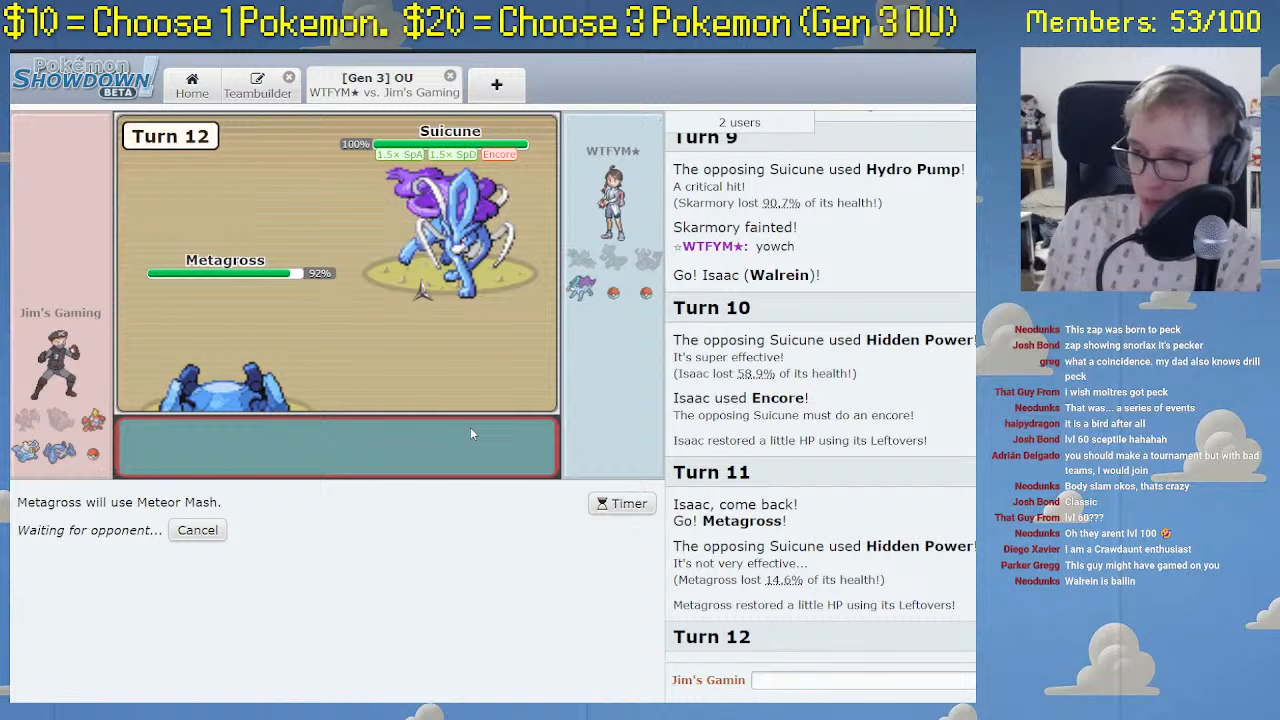 $10 = Choose 1 Pokemon. $20 = Choose 3 Pokemon (Gen 3 OU)
Members: 53/100
Pokémon
SHOWDOWN!
BETA
Home
Teambuilder
[Gen 3] OU
WTFYM★ vs. Jim's Gaming
+
2 users
Turn 12
Suicune
100%
1.5× SpA 1.5× SpD Encore
Metagross
92%
WTFYM★
Jim's Gaming
Metagross will use Meteor Mash.
Waiting for opponent... Cancel
Timer
Turn 9
The opposing Suicune used Hydro Pump!
A critical hit!
(Skarmory lost 90.7% of its health!)
Skarmory fainted!
☆WTFYM★: yowch
Go! Isaac (Walrein)!
Turn 10
The opposing Suicune used Hidden Power!
It's super effective!
(Isaac lost 58.9% of its health!)
Isaac used Encore!
The opposing Suicune must do an encore!
Isaac restored a little HP using its Leftovers!
Turn 11
Isaac, come back!
Go! Metagross!
The opposing Suicune used Hidden Power!
It's not very effective...
(Metagross lost 14.6% of its health!)
Metagross restored a little HP using its Leftovers!
Turn 12
Jim's Gamin
Neodunks This zap was born to peck
Josh Bond zap showing snorlax it's pecker
greg what a coincidence. my dad also knows drill
peck
That Guy From i wish moltres got peck
Neodunks That was... a series of events
haipydragon it is a bird after all
Josh Bond lvl 60 sceptile hahahah
Adrián Delgado you should make a tournament but with bad
teams, I would join
Neodunks Body slam okos, thats crazy
Josh Bond Classic
That Guy From lvl 60???
Neodunks Oh they arent lvl 100 🤣
Diego Xavier I am a Crawdaunt enthusiast
Parker Gregg This guy might have gamed on you
Neodunks Walrein is ballin